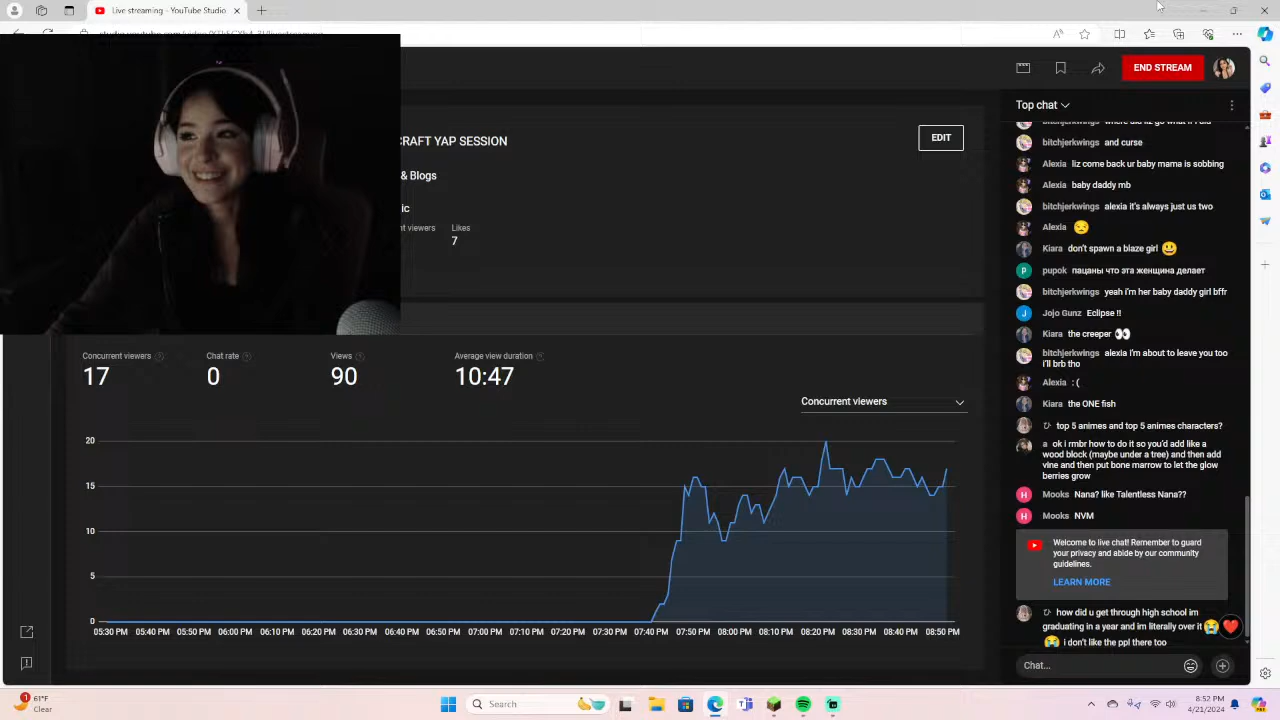 Live streaming - YouTube Studio
END STREAM
CRAFT YAP SESSION
EDIT
& Blogs
ic
nt viewers
Likes
7
Concurrent viewers
17
Chat rate
0
Views
90
Average view duration
10:47
Concurrent viewers
20
15
10
5
0
05:30 PM 05:40 PM 05:50 PM 06:00 PM 06:10 PM 06:20 PM 06:30 PM 06:40 PM 06:50 PM 07:00 PM 07:10 PM 07:20 PM 07:30 PM 07:40 PM 07:50 PM 08:00 PM 08:10 PM 08:20 PM 08:30 PM 08:40 PM 08:50 PM
Top chat
bitchjerkwings and curse
Alexia liz come back ur baby mama is sobbing
Alexia baby daddy mb
bitchjerkwings alexia it's always just us two
Alexia 😒
Kiara don't spawn a blaze girl 😃
pupok пацаны что эта женщина делает
bitchjerkwings yeah i'm her baby daddy girl bffr
Jojo Gunz Eclipse !!
Kiara the creeper 👀
bitchjerkwings alexia i'm about to leave you too
i'll brb tho
Alexia : (
Kiara the ONE fish
ひ top 5 animes and top 5 animes characters?
a ok i rmbr how to do it so you'd add like a
wood block (maybe under a tree) and then add
vine and then put bone marrow to let the glow
berries grow
Mooks Nana? like Talentless Nana??
Mooks NVM
Welcome to live chat! Remember to guard
your privacy and abide by our community
guidelines.
LEARN MORE
ひ how did u get through high school im
graduating in a year and im literally over it 😭
😭 i don't like the ppl there too
Chat...
1
61°F
Clear
Search
8:52 PM
4/21/2024